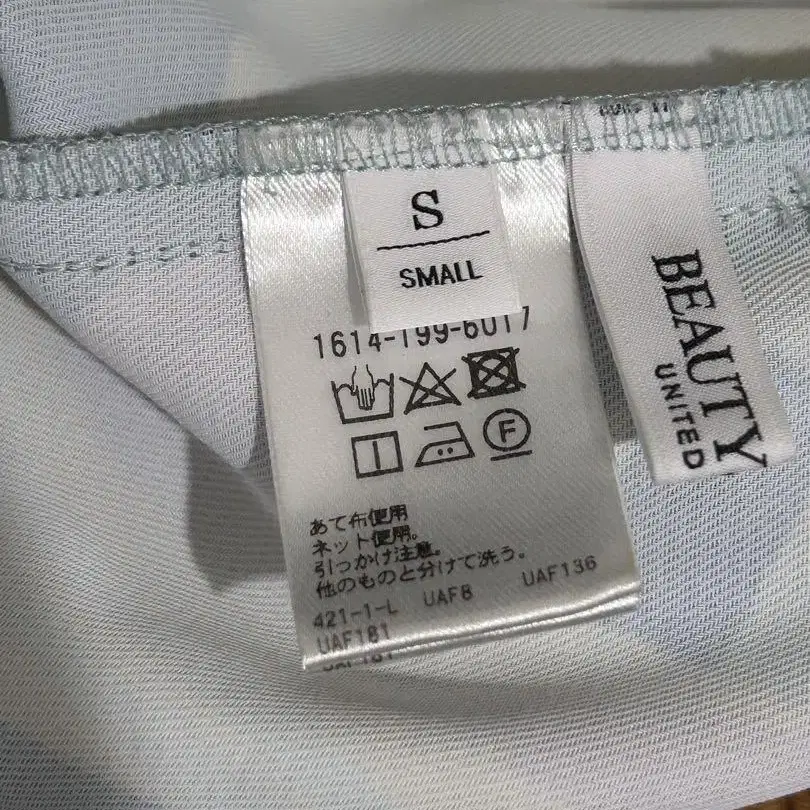 S
SMALL
1614-199-6017
F
あて布使用
ネット使用。
引っかけ注意。
他のものと分けて洗う。
421-1-L UAF8 UAF136
UAF181
UAF181
BEAUTY
UNITED